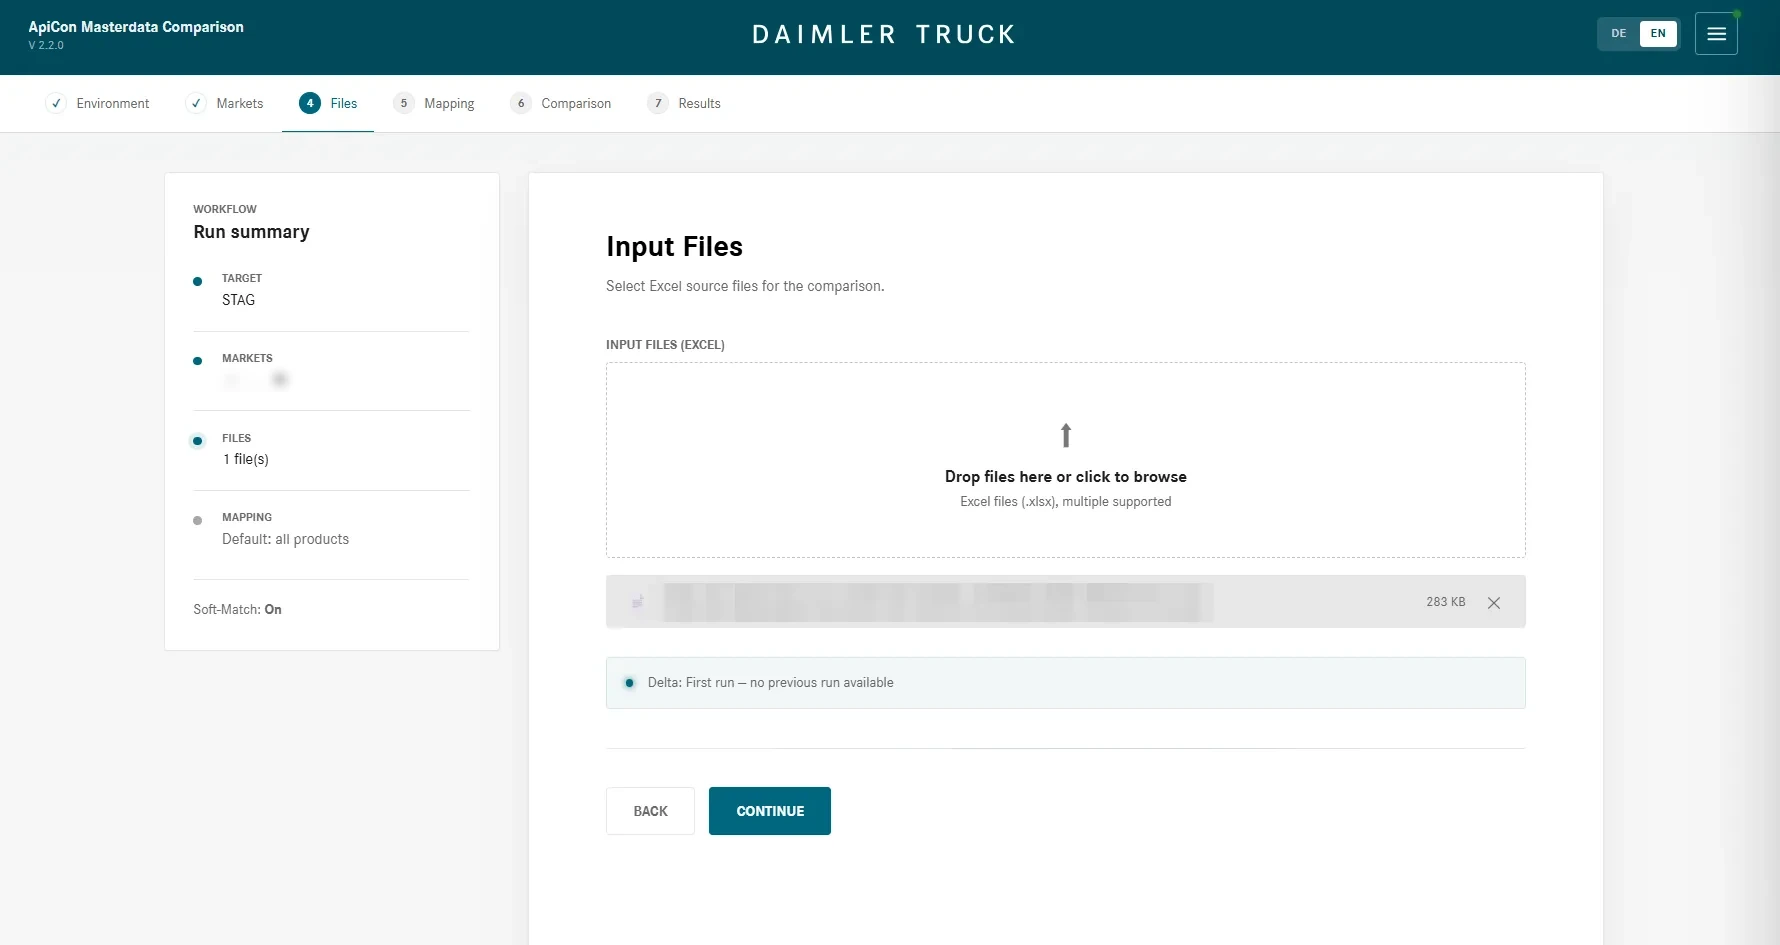 ApiCon Masterdata Comparison
V 2.2.0
DAIMLER TRUCK
DE EN
✓ Environment ✓ Markets 4 Files 5 Mapping 6 Comparison 7 Results
WORKFLOW
Run summary
TARGET
STAG
MARKETS
FILES
1 file(s)
MAPPING
Default: all products
Soft-Match: On
Input Files
Select Excel source files for the comparison.
INPUT FILES (EXCEL)
Drop files here or click to browse
Excel files (.xlsx), multiple supported
283 KB
Delta: First run — no previous run available
BACK CONTINUE